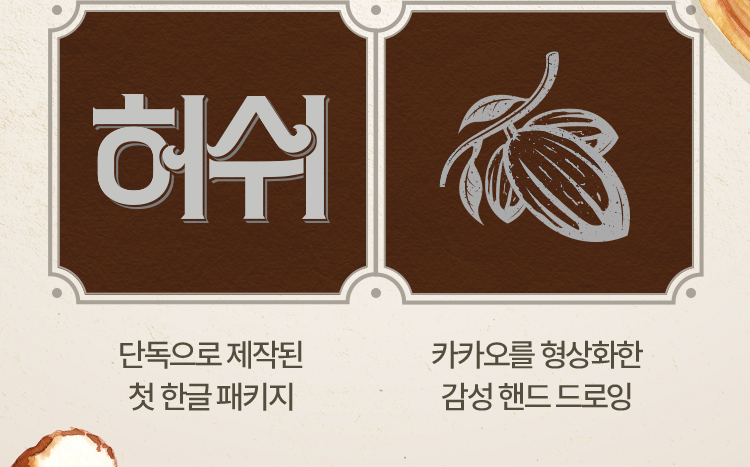 허쉬
단독으로 제작된
첫 한글 패키지
카카오를 형상화한
감성 핸드 드로잉